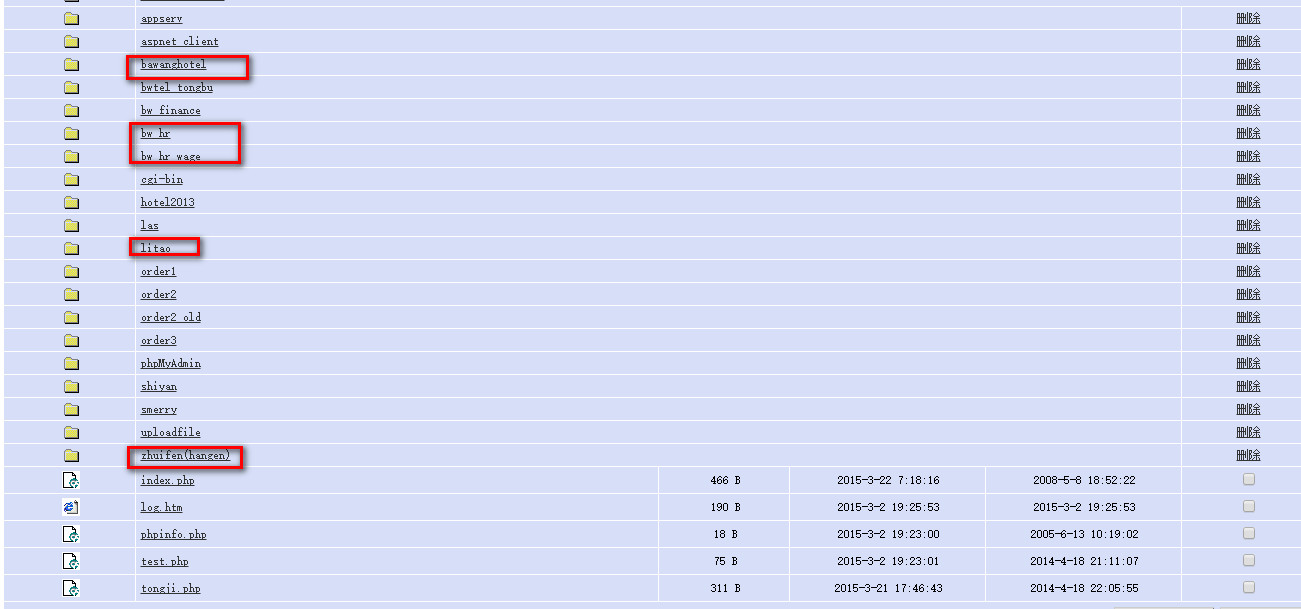 appserv 删除
aspnet_client 删除
bawanghotel 删除
bwtel_tongbu 删除
bw_finance 删除
bw_hr 删除
bw_hr_wage 删除
cgi-bin 删除
hotel2013 删除
las 删除
litao 删除
order1 删除
order2 删除
order2_old 删除
order3 删除
phpMyAdmin 删除
shiyan 删除
smerry 删除
uploadfile 删除
zhuifen(hangen) 删除
index.php 466 B 2015-3-22 7:18:16 2008-5-8 18:52:22
log.htm 190 B 2015-3-2 19:25:53 2015-3-2 19:25:53
phpinfo.php 18 B 2015-3-2 19:23:00 2005-6-13 10:19:02
test.php 75 B 2015-3-2 19:23:01 2014-4-18 21:11:07
tongji.php 311 B 2015-3-21 17:46:43 2014-4-18 22:05:55